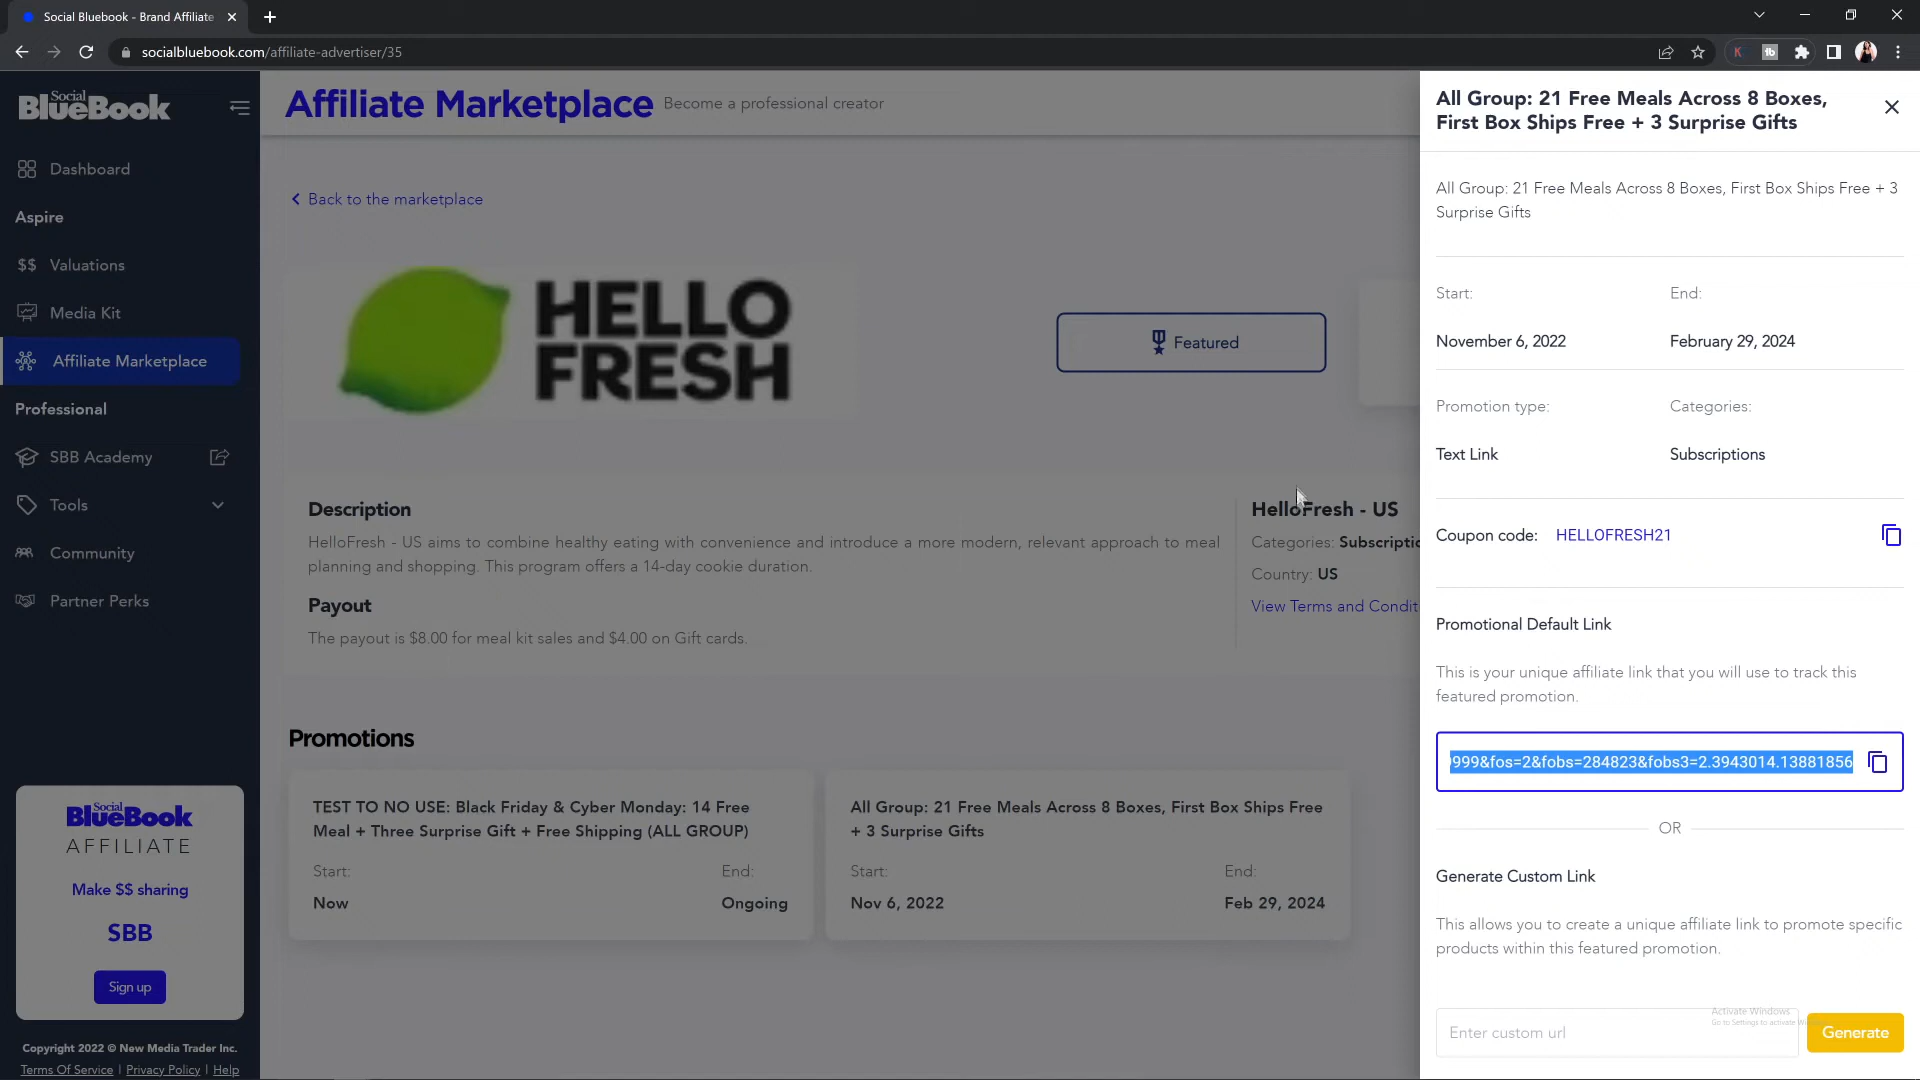 Social Bluebook - Brand Affiliate
socialbluebook.com/affiliate-advertiser/35
K
tb
Social
BlueBook
Dashboard
Aspire
$$ Valuations
Media Kit
Affiliate Marketplace
Professional
SBB Academy
Tools
Community
Partner Perks
Social
BlueBook
AFFILIATE
Make $$ sharing
SBB
Sign up
Copyright 2022 © New Media Trader Inc.
Terms Of Service | Privacy Policy | Help
Affiliate Marketplace Become a professional creator
Back to the marketplace
HELLO
FRESH
Featured
Description
HelloFresh - US aims to combine healthy eating with convenience and introduce a more modern, relevant approach to meal
planning and shopping. This program offers a 14-day cookie duration.
Payout
The payout is $8.00 for meal kit sales and $4.00 on Gift cards.
HelloFresh - US
Categories: Subscriptio
Country: US
View Terms and Condit
Promotions
TEST TO NO USE: Black Friday & Cyber Monday: 14 Free
Meal + Three Surprise Gift + Free Shipping (ALL GROUP)
Start: End:
Now Ongoing
All Group: 21 Free Meals Across 8 Boxes, First Box Ships Free
+ 3 Surprise Gifts
Start: End:
Nov 6, 2022 Feb 29, 2024
All Group: 21 Free Meals Across 8 Boxes,
First Box Ships Free + 3 Surprise Gifts
All Group: 21 Free Meals Across 8 Boxes, First Box Ships Free + 3
Surprise Gifts
Start: End:
November 6, 2022 February 29, 2024
Promotion type: Categories:
Text Link Subscriptions
Coupon code: HELLOFRESH21
Promotional Default Link
This is your unique affiliate link that you will use to track this
featured promotion.
999&fos=2&fobs=284823&fobs3=2.3943014.13881856
OR
Generate Custom Link
This allows you to create a unique affiliate link to promote specific
products within this featured promotion.
Activate Windows
Go to Settings to activate
Enter custom url
Generate